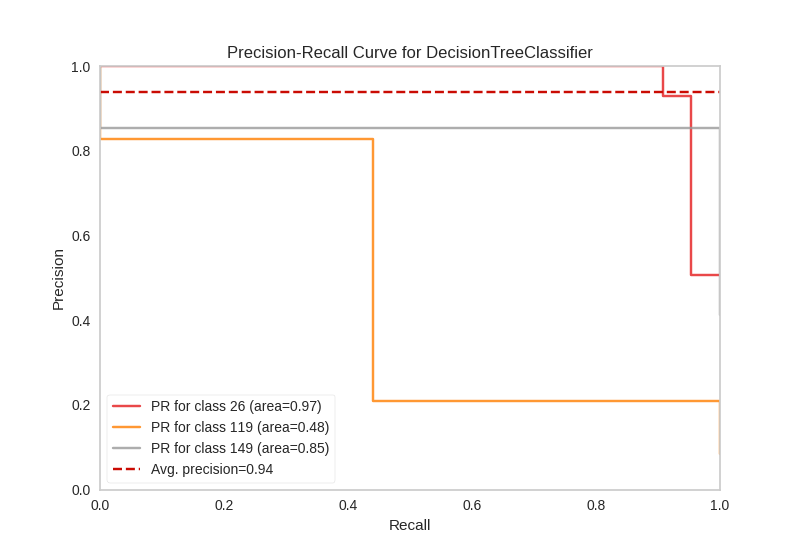 Precision-Recall Curve for DecisionTreeClassifier
1.0
0.8
0.6
0.4
0.2
0.0
Precision
PR for class 26 (area=0.97)
PR for class 119 (area=0.48)
PR for class 149 (area=0.85)
Avg. precision=0.94
0.0 0.2 0.4 0.6 0.8 1.0
Recall